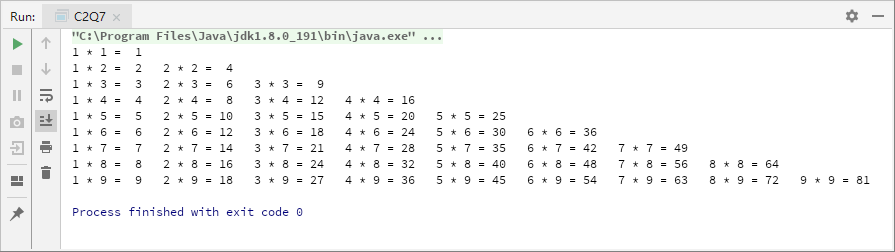 Run: C2Q7
"C:\Program Files\Java\jdk1.8.0_191\bin\java.exe" ...
1 * 1 =  1
1 * 2 =  2   2 * 2 =  4
1 * 3 =  3   2 * 3 =  6   3 * 3 =  9
1 * 4 =  4   2 * 4 =  8   3 * 4 = 12   4 * 4 = 16
1 * 5 =  5   2 * 5 = 10   3 * 5 = 15   4 * 5 = 20   5 * 5 = 25
1 * 6 =  6   2 * 6 = 12   3 * 6 = 18   4 * 6 = 24   5 * 6 = 30   6 * 6 = 36
1 * 7 =  7   2 * 7 = 14   3 * 7 = 21   4 * 7 = 28   5 * 7 = 35   6 * 7 = 42   7 * 7 = 49
1 * 8 =  8   2 * 8 = 16   3 * 8 = 24   4 * 8 = 32   5 * 8 = 40   6 * 8 = 48   7 * 8 = 56   8 * 8 = 64
1 * 9 =  9   2 * 9 = 18   3 * 9 = 27   4 * 9 = 36   5 * 9 = 45   6 * 9 = 54   7 * 9 = 63   8 * 9 = 72   9 * 9 = 81
Process finished with exit code 0